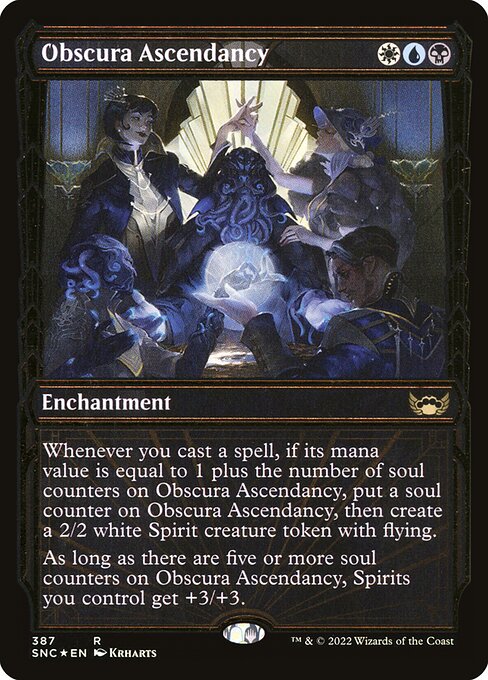 Obscura Ascendancy
Enchantment
Whenever you cast a spell, if its mana
value is equal to 1 plus the number of soul
counters on Obscura Ascendancy, put a soul
counter on Obscura Ascendancy, then create
a 2/2 white Spirit creature token with flying.
As long as there are five or more soul
counters on Obscura Ascendancy, Spirits
you control get +3/+3.
387 R
SNC★EN KRHARTS
™ & © 2022 Wizards of the Coast